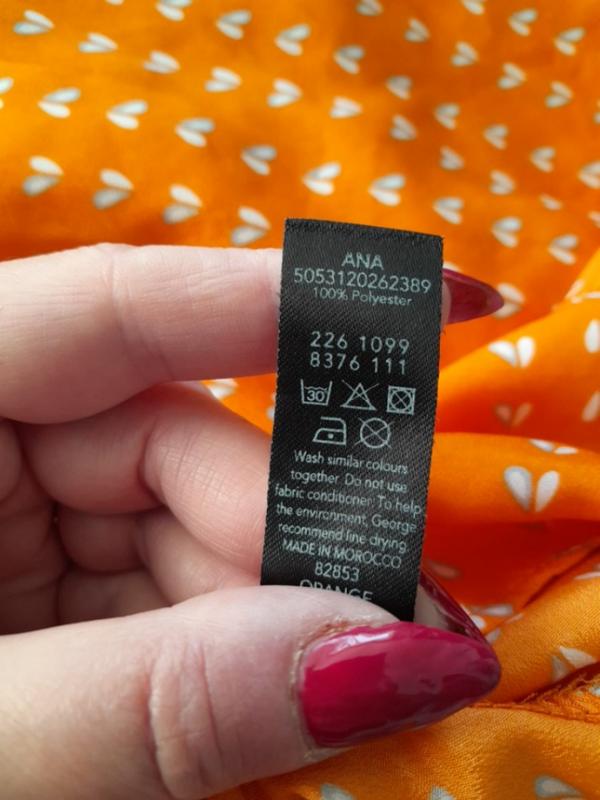 ANA
5053120262389
100% Polyester
226 1099
8376 111
30
Wash similar colours
together. Do not use
fabric conditioner. To help
the environment, George
recommend line drying.
MADE IN MOROCCO
82853
ORANGE